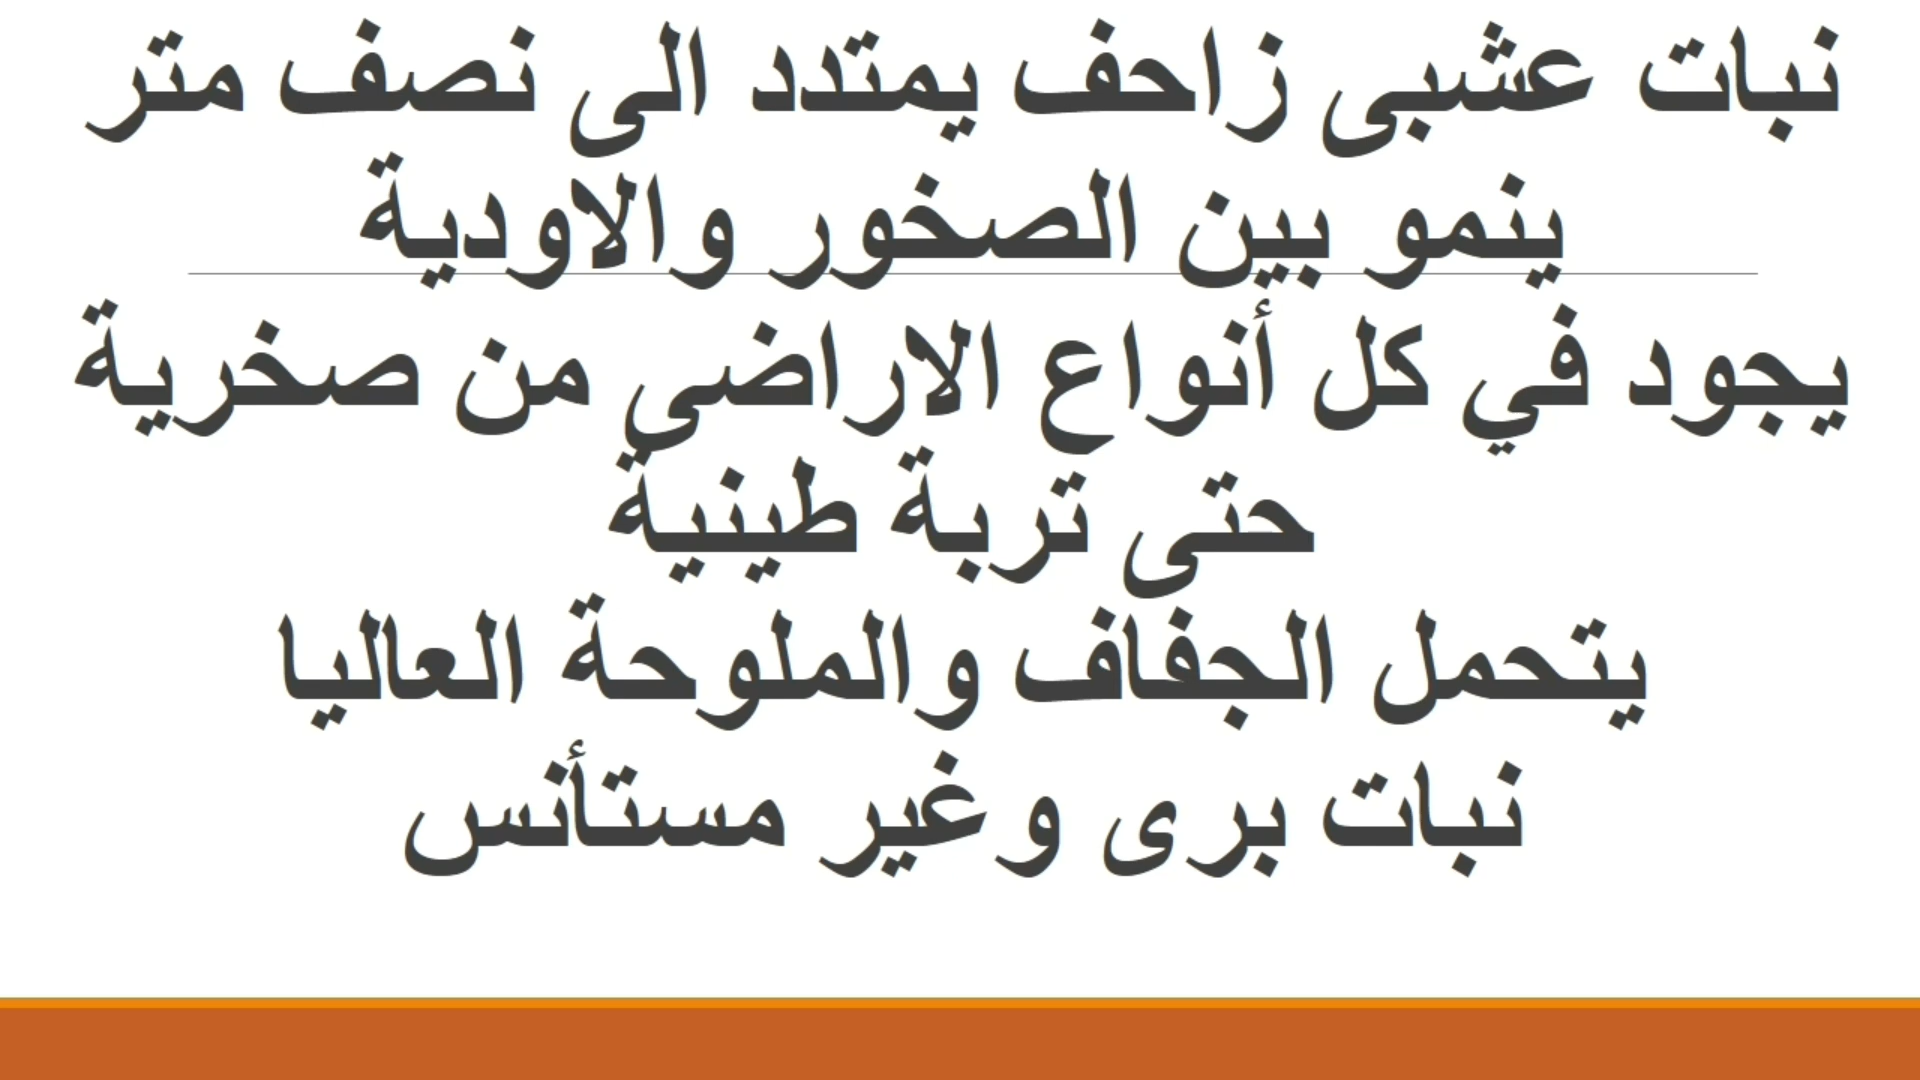 نبات عشبى زاحف يمتدد الى نصف متر
ينمو بين الصخور والاودية
يجود في كل أنواع الاراضي من صخرية
حتى تربة طينية
يتحمل الجفاف والملوحة العاليا
نبات برى وغير مستأنس